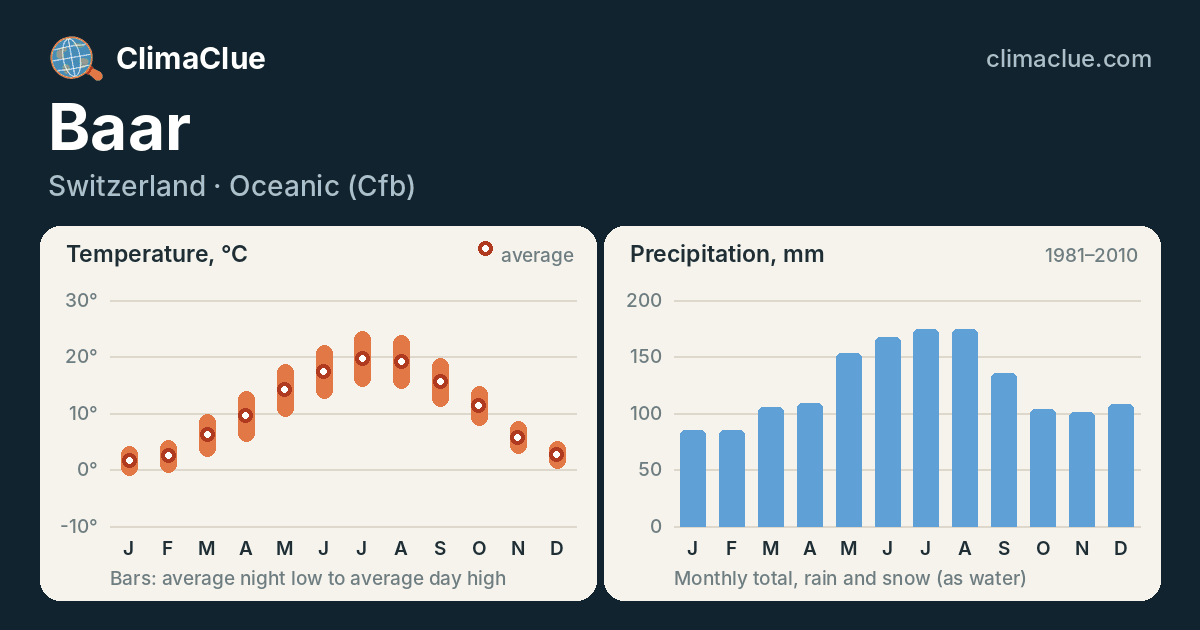 ClimaClue
climaclue.com
Baar
Switzerland · Oceanic (Cfb)
Temperature, °C
average
30°
20°
10°
0°
-10°
J F M A M J J A S O N D
Bars: average night low to average day high
Precipitation, mm
1981–2010
200
150
100
50
0
J F M A M J J A S O N D
Monthly total, rain and snow (as water)